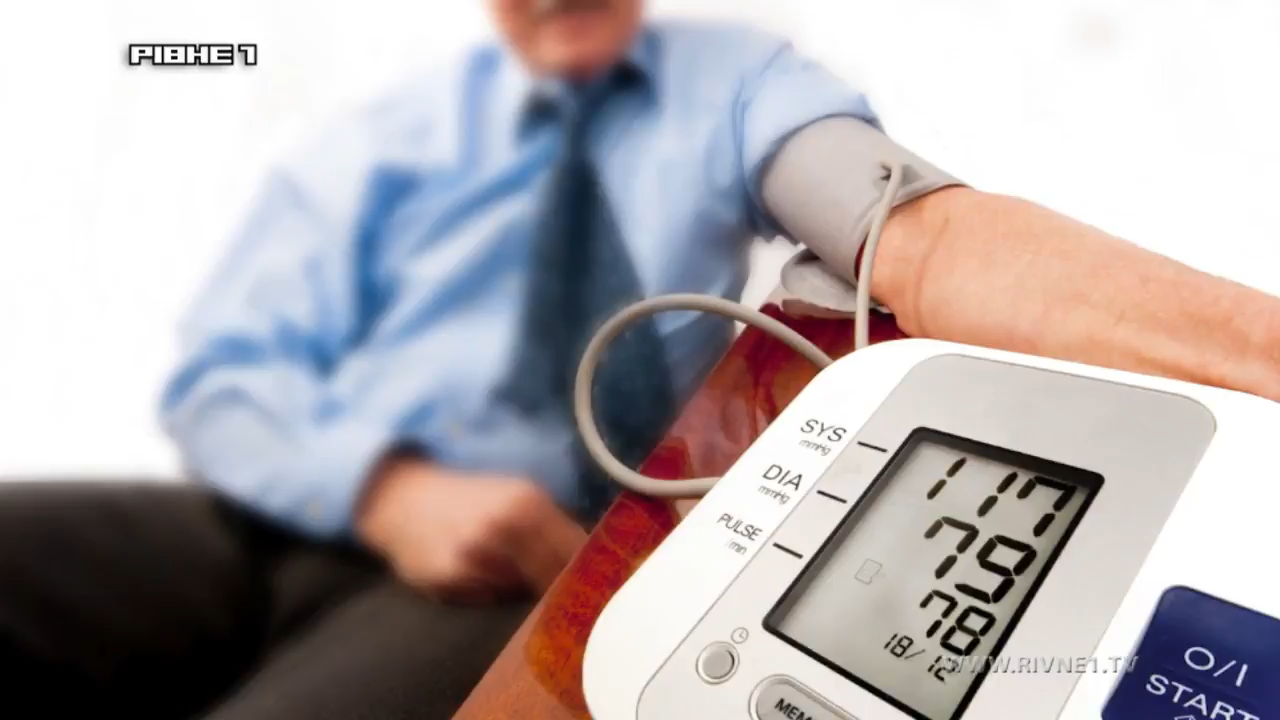 РІВНЕ 1
SYS
mmHg
117
DIA
mmHg
79
PULSE
/min
78
18/12
WWW.RIVNE1.TV
MEM
O/I
START